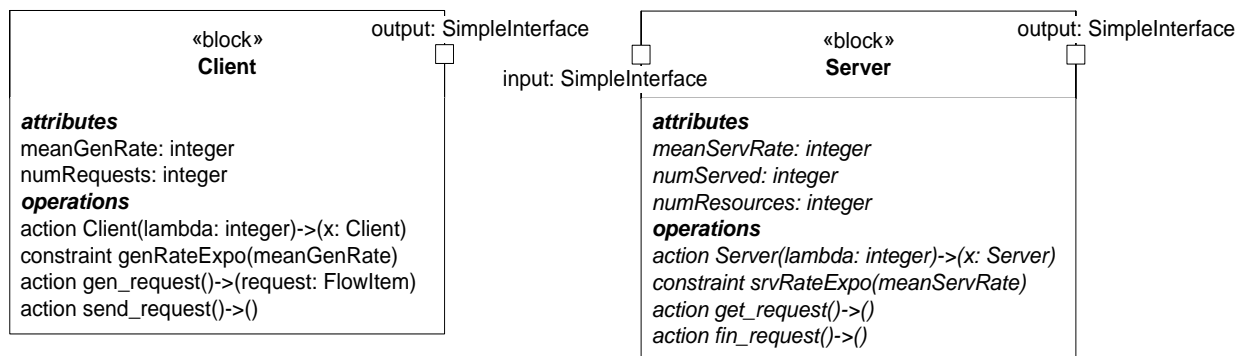 output: SimpleInterface
«block»
Client
attributes
meanGenRate: integer
numRequests: integer
operations
action Client(lambda: integer)->(x: Client)
constraint genRateExpo(meanGenRate)
action gen_request()->(request: FlowItem)
action send_request()->()
output: SimpleInterface
«block»
Server
input: SimpleInterface
attributes
meanServRate: integer
numServed: integer
numResources: integer
operations
action Server(lambda: integer)->(x: Server)
constraint srvRateExpo(meanServRate)
action get_request()->()
action fin_request()->()